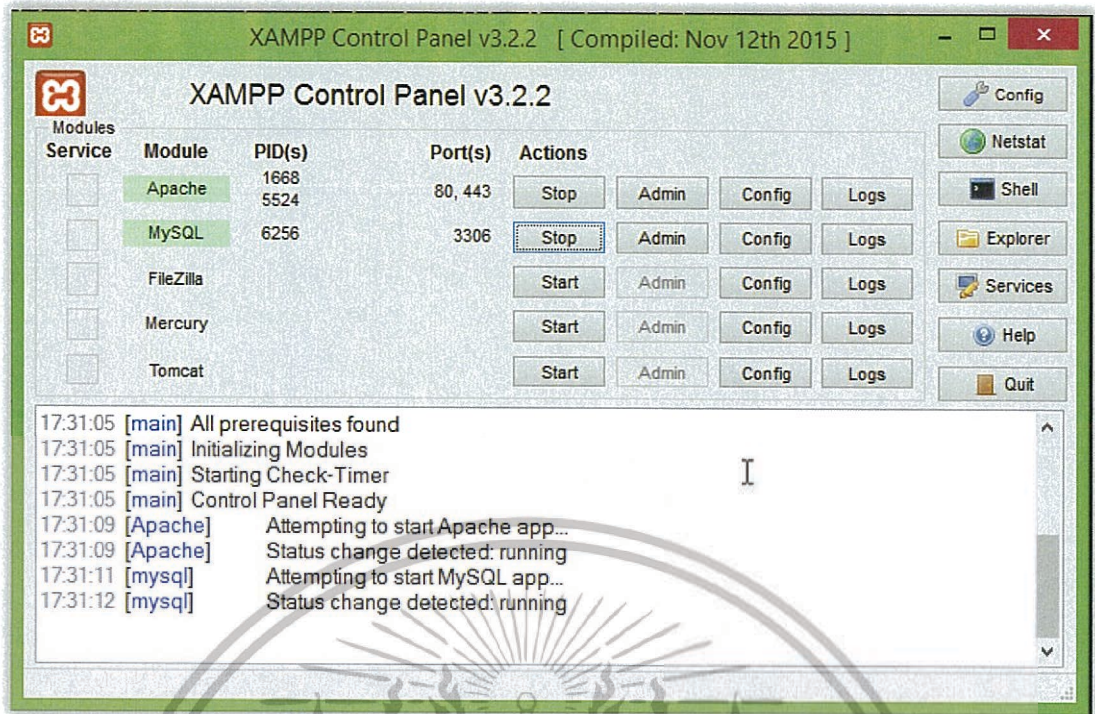 XAMPP Control Panel v3.2.2 [ Compiled: Nov 12th 2015 ]
XAMPP Control Panel v3.2.2
Config
Modules
Service Module PID(s) Port(s) Actions
Netstat
Apache 1668 5524 80, 443 Stop Admin Config Logs
Shell
MySQL 6256 3306 Stop Admin Config Logs
Explorer
FileZilla Start Admin Config Logs
Services
Mercury Start Admin Config Logs
Help
Tomcat Start Admin Config Logs
Quit
17:31:05 [main] All prerequisites found
17:31:05 [main] Initializing Modules
17:31:05 [main] Starting Check-Timer
17:31:05 [main] Control Panel Ready
17:31:09 [Apache] Attempting to start Apache app...
17:31:09 [Apache] Status change detected: running
17:31:11 [mysql] Attempting to start MySQL app...
17:31:12 [mysql] Status change detected: running